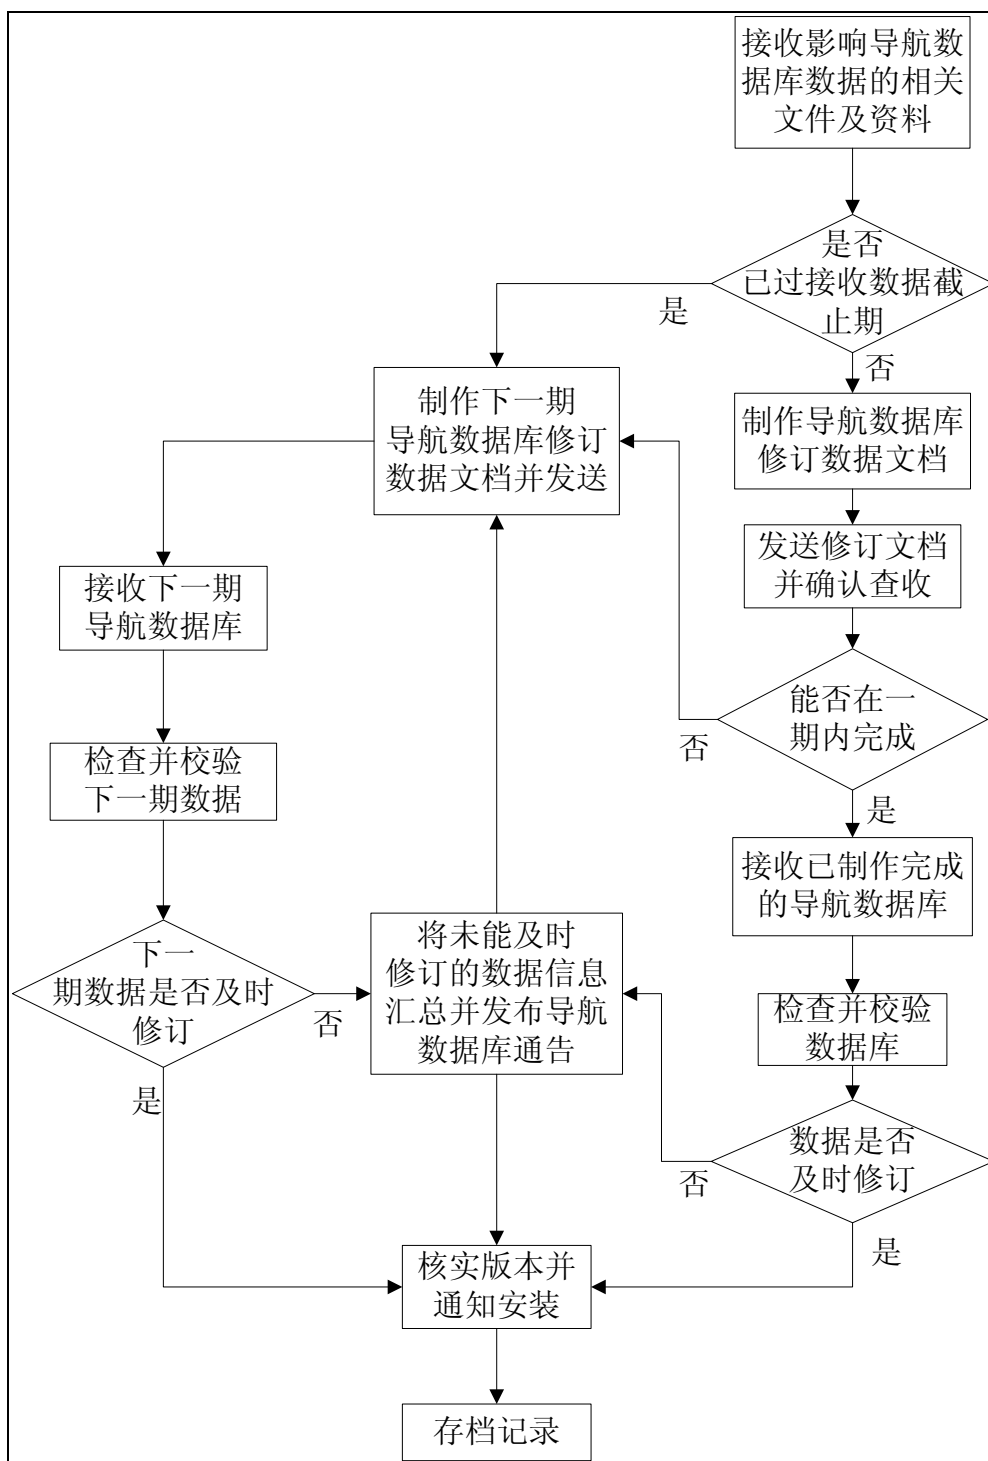 接收影响导航数
据库数据的相关
文件及资料
是否
已过接收数据截
止期
是
否
制作下一期
导航数据库修订
数据文档并发送
制作导航数据库
修订数据文档
发送修订文档
并确认查收
接收下一期
导航数据库
能否在一
期内完成
否
是
检查并校验
下一期数据
接收已制作完成
的导航数据库
下一
期数据是否及时
修订
否
是
将未能及时
修订的数据信息
汇总并发布导航
数据库通告
检查并校验
数据库
数据是否
及时修订
否
是
核实版本并
通知安装
存档记录